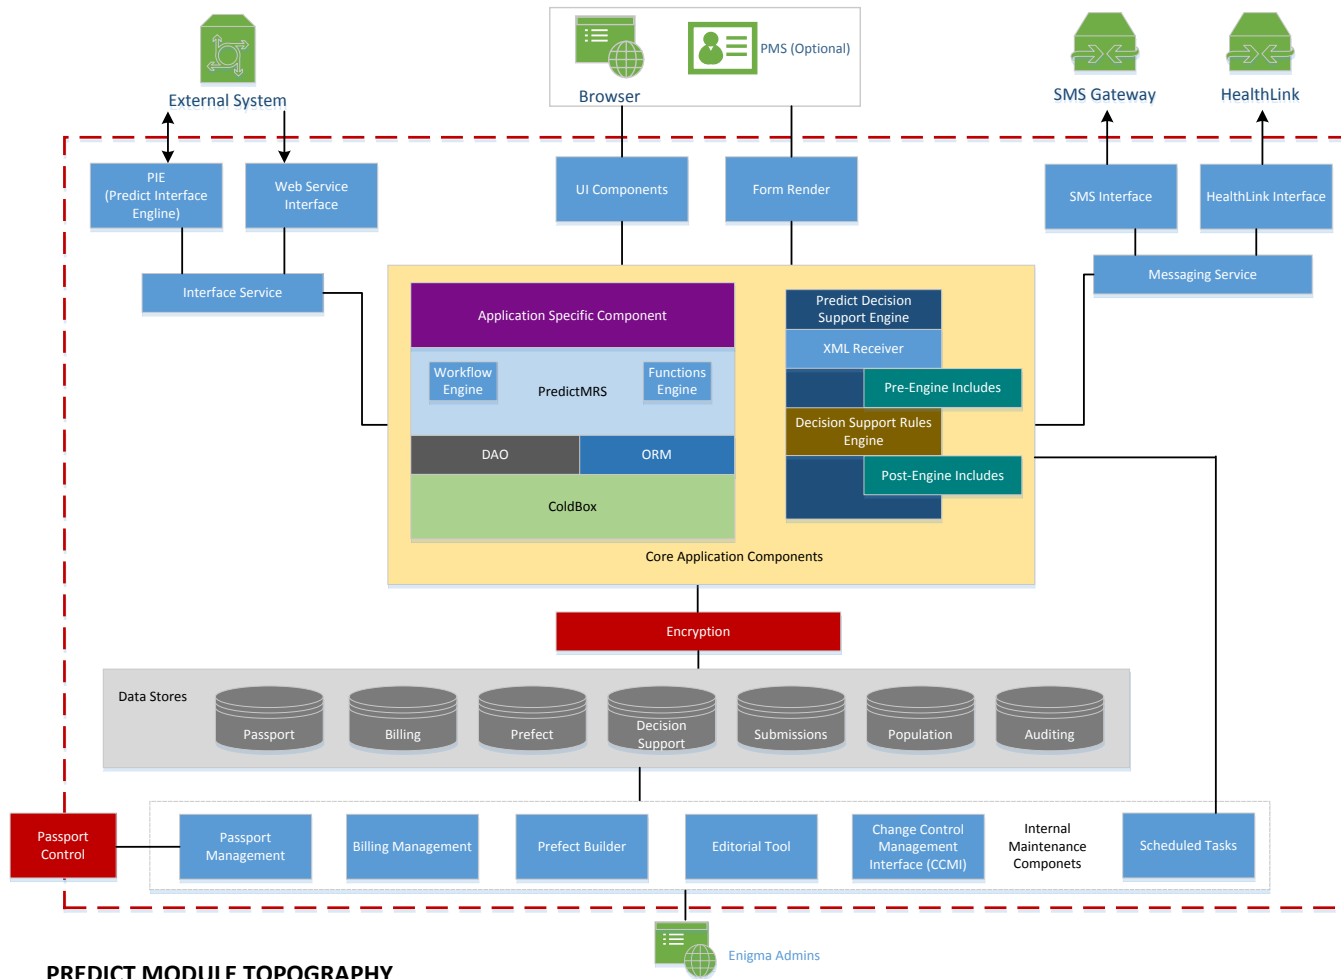 External System
Browser
PMS (Optional)
SMS Gateway
HealthLink
PIE
(Predict Interface
Engline)
Web Service
Interface
UI Components
Form Render
SMS Interface
HealthLink Interface
Interface Service
Messaging Service
Application Specific Component
Workflow
Engine
PredictMRS
Functions
Engine
DAO
ORM
ColdBox
Predict Decision
Support Engine
XML Receiver
Pre-Engine Includes
Decision Support Rules
Engine
Post-Engine Includes
Core Application Components
Encryption
Data Stores
Passport
Billing
Prefect
Decision
Support
Submissions
Population
Auditing
Passport
Control
Passport
Management
Billing Management
Prefect Builder
Editorial Tool
Change Control
Management
Interface (CCMI)
Internal
Maintenance
Componets
Scheduled Tasks
Enigma Admins
PREDICT MODULE TOPOGRAPHY